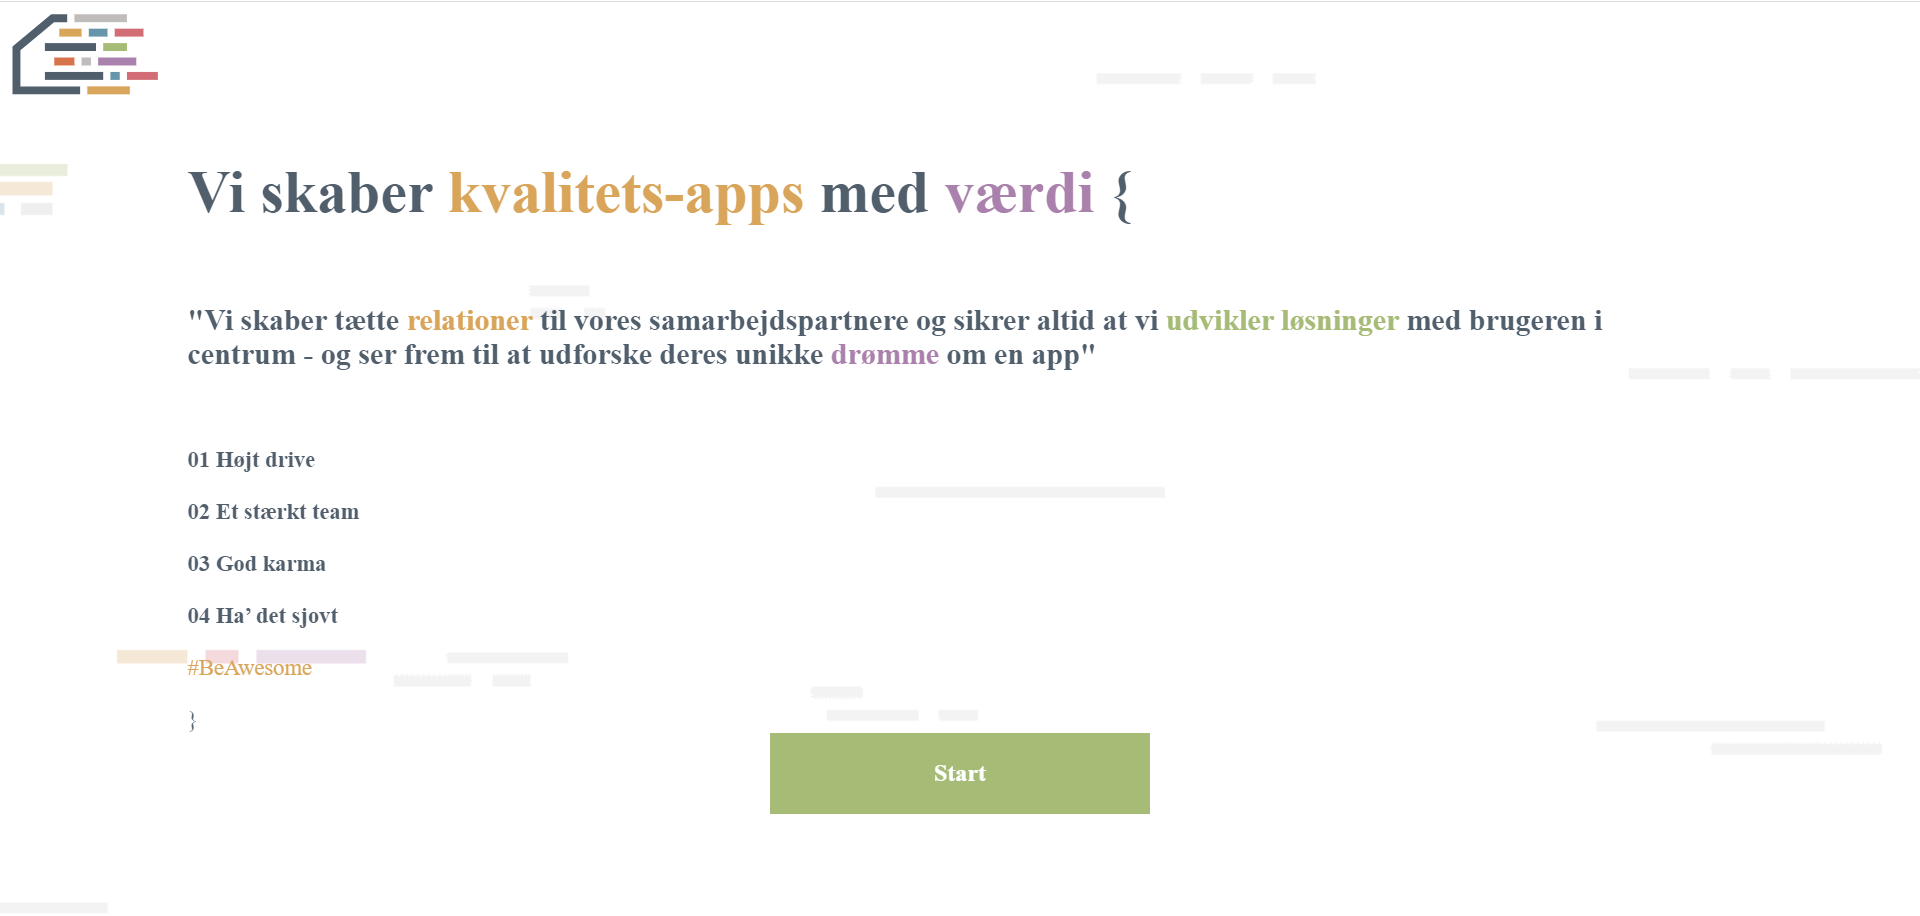 Vi skaber kvalitets-apps med værdi {
"Vi skaber tætte relationer til vores samarbejdspartnere og sikrer altid at vi udvikler løsninger med brugeren i
centrum - og ser frem til at udforske deres unikke drømme om en app"
01 Højt drive
02 Et stærkt team
03 God karma
04 Ha’ det sjovt
#BeAwesome
}
Start